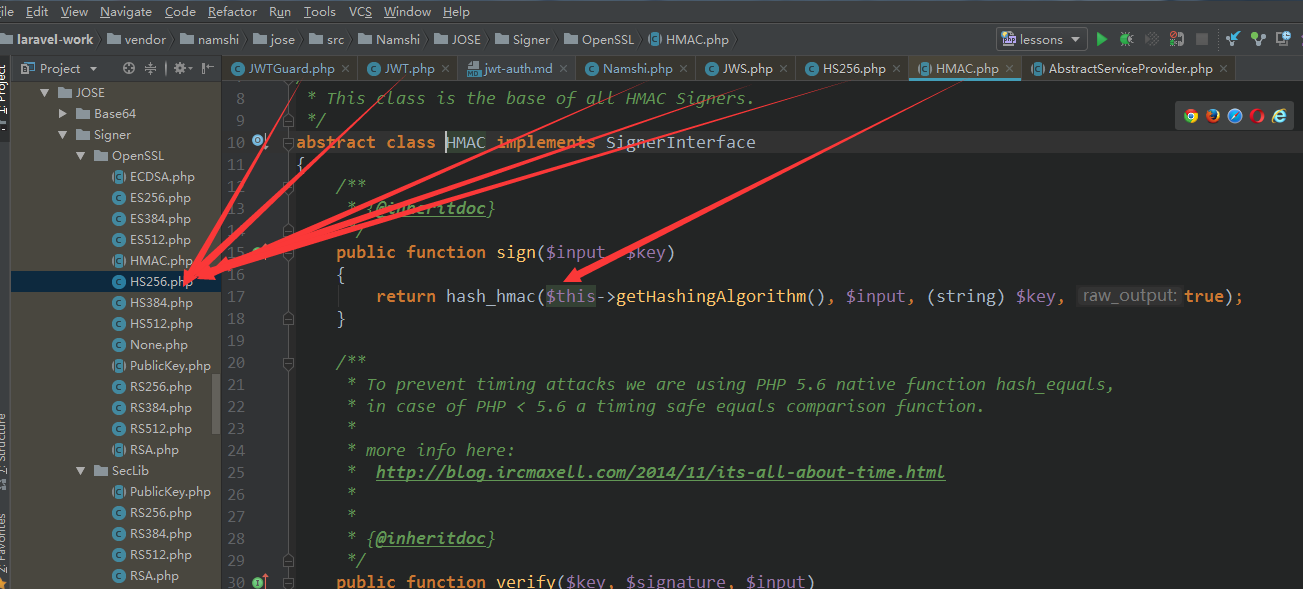 ile Edit View Navigate Code Refactor Run Tools VCS Window Help
laravel-work vendor namshi jose src Namshi JOSE Signer OpenSSL HMAC.php lessons
Project JWTGuard.php JWT.php jwt-auth.md Namshi.php JWS.php HS256.php HMAC.php AbstractServiceProvider.php
1: Project
JOSE
Base64
Signer
OpenSSL
ECDSA.php
ES256.php
ES384.php
ES512.php
HMAC.php
HS256.php
HS384.php
HS512.php
None.php
PublicKey.php
RS256.php
RS384.php
RS512.php
RSA.php
SecLib
PublicKey.php
RS256.php
RS384.php
RS512.php
RSA.php
7: Structure
2: Favorites
8 * This class is the base of all HMAC Signers.
9 */
10 abstract class HMAC implements SignerInterface
11 {
12 /**
13 * {@inheritdoc}
14 */
15 public function sign($input, $key)
16 {
17 return hash_hmac($this->getHashingAlgorithm(), $input, (string) $key, raw_output: true);
18 }
19
20 /**
21 * To prevent timing attacks we are using PHP 5.6 native function hash_equals,
22 * in case of PHP < 5.6 a timing safe equals comparison function.
23 *
24 * more info here:
25 * http://blog.ircmaxell.com/2014/11/its-all-about-time.html
26 *
27 *
28 * {@inheritdoc}
29 */
30 public function verify($key, $signature, $input)